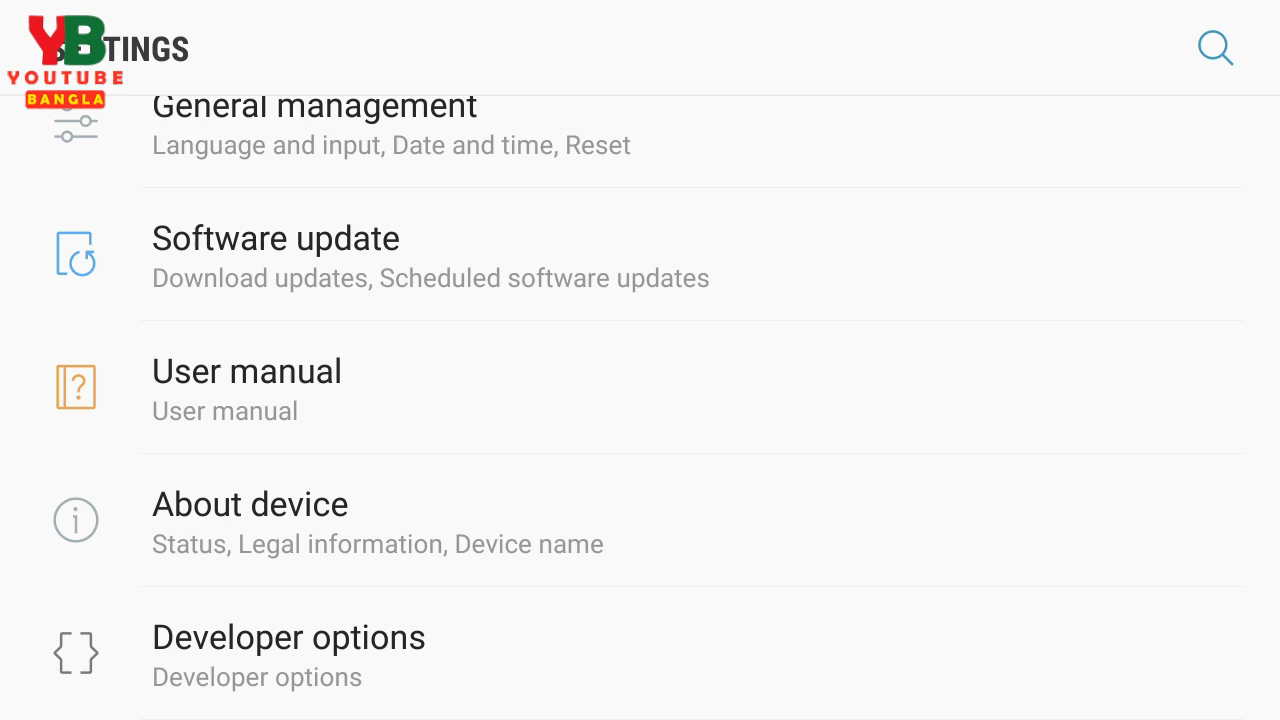 YB
YOUTUBE
BANGLA
SETTINGS
General management
Language and input, Date and time, Reset
Software update
Download updates, Scheduled software updates
User manual
User manual
About device
Status, Legal information, Device name
Developer options
Developer options